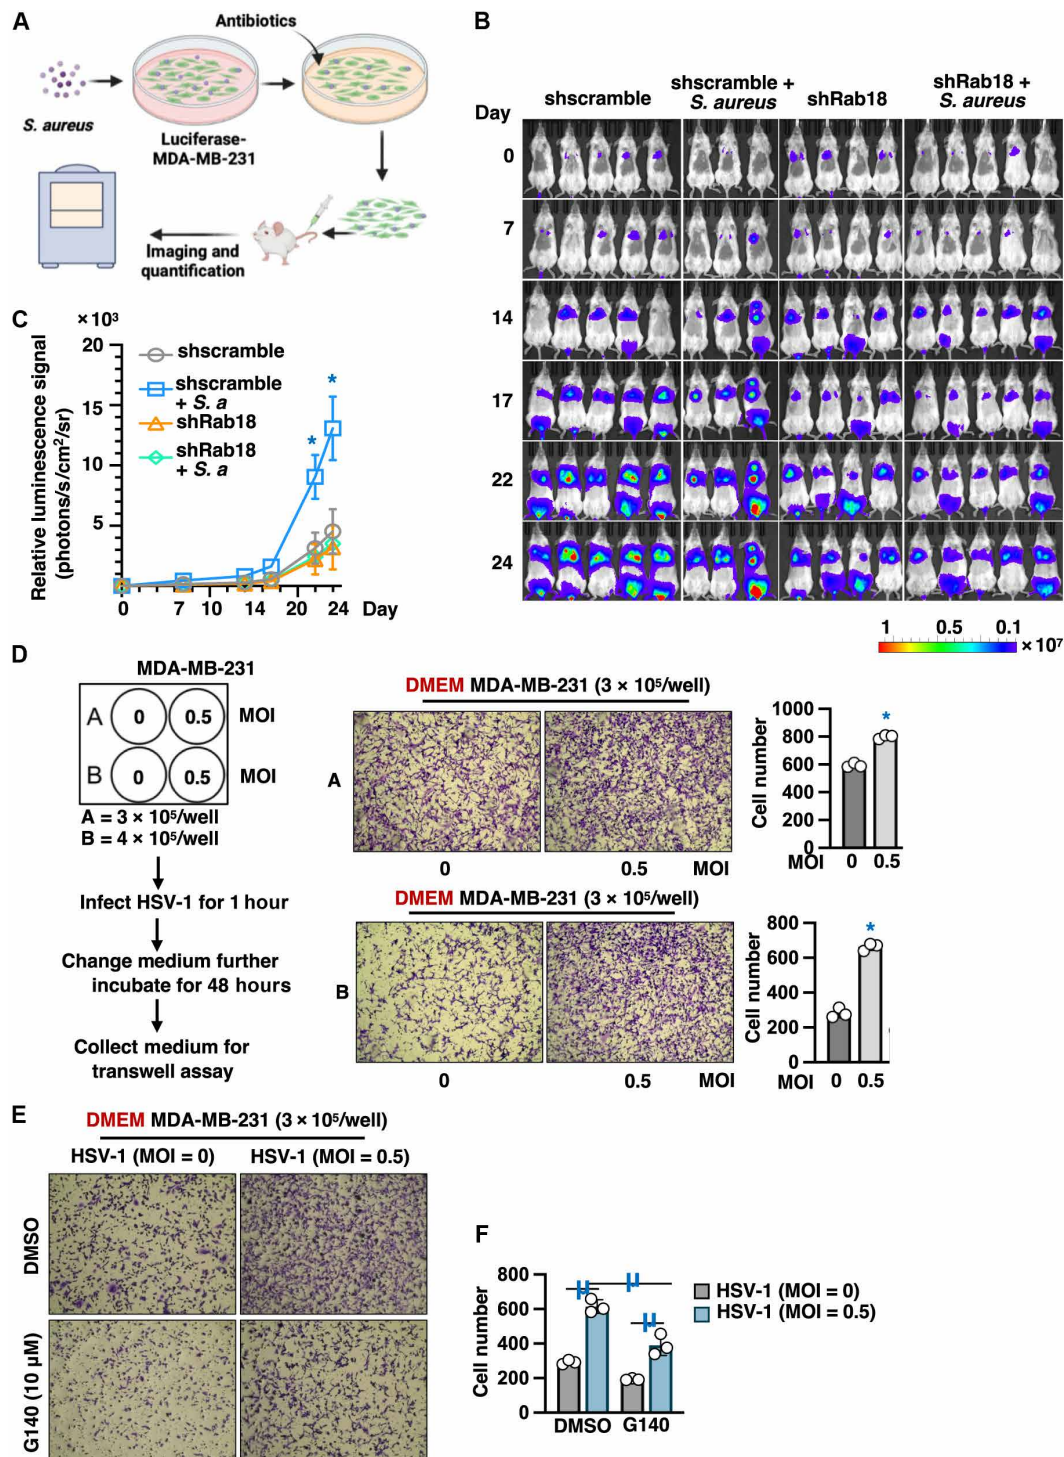 A
Antibiotics
S. aureus
Luciferase-
MDA-MB-231
Imaging and
quantification
B
shscramble
shscramble +
S. aureus
shRab18
shRab18 +
S. aureus
Day
0
7
14
17
22
24
1 0.5 0.1
× 10⁷
C
× 10³
20
15
10
5
Relative luminescence signal
(photons/s/cm²/sr)
shscramble
shscramble
+ S. a
shRab18
shRab18
+ S. a
*
*
0 7 10 14 20 24 Day
D
MDA-MB-231
A 0 0.5 MOI
B 0 0.5 MOI
A = 3 × 10⁵/well
B = 4 × 10⁵/well
Infect HSV-1 for 1 hour
Change medium further
incubate for 48 hours
Collect medium for
transwell assay
DMEM MDA-MB-231 (3 × 10⁵/well)
A
0 0.5 MOI
1000
800
600
400
200
0
Cell number
*
MOI 0 0.5
DMEM MDA-MB-231 (3 × 10⁵/well)
B
0 0.5 MOI
800
600
400
200
0
Cell number
*
MOI 0 0.5
E
DMEM MDA-MB-231 (3 × 10⁵/well)
HSV-1 (MOI = 0) HSV-1 (MOI = 0.5)
DMSO
G140 (10 µM)
F
800
600
400
200
0
Cell number
DMSO G140
HSV-1 (MOI = 0)
HSV-1 (MOI = 0.5)